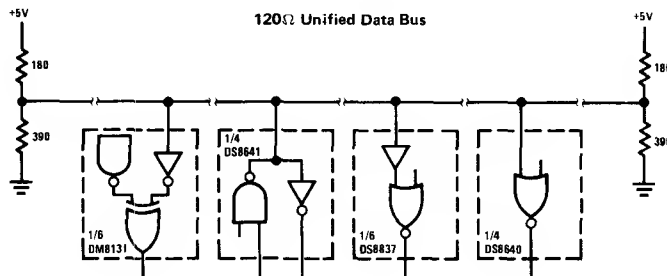 120Ω Unified Data Bus
+5V
+5V
180
180
390
390
1/6
DM8131
1/4
DS8641
1/6
DS8837
1/4
DS8640